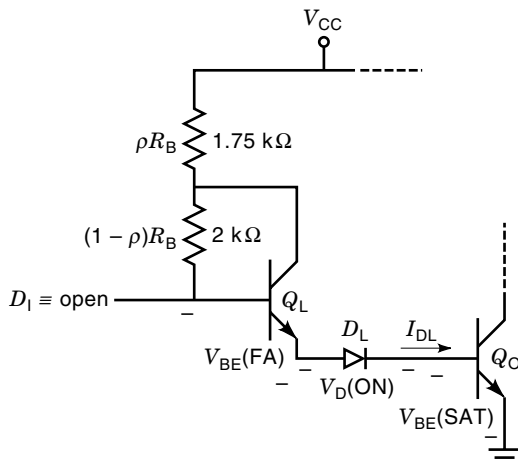 V_CC
ρR_B 1.75 kΩ
(1 − ρ)R_B 2 kΩ
D_I ≡ open
−
Q_L
D_L
I_DL
Q_O
V_BE(FA)
− −
− −
V_D(ON)
V_BE(SAT)
−